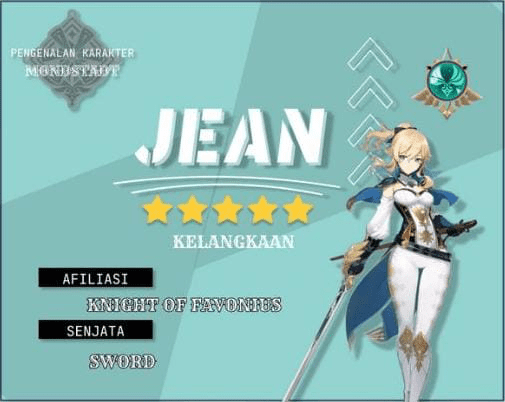 PENGENALAN KARAKTER
MONDSTADT
JEAN
KELANGKAAN
AFILIASI
KNIGHT OF FAVONIUS
SENJATA
SWORD